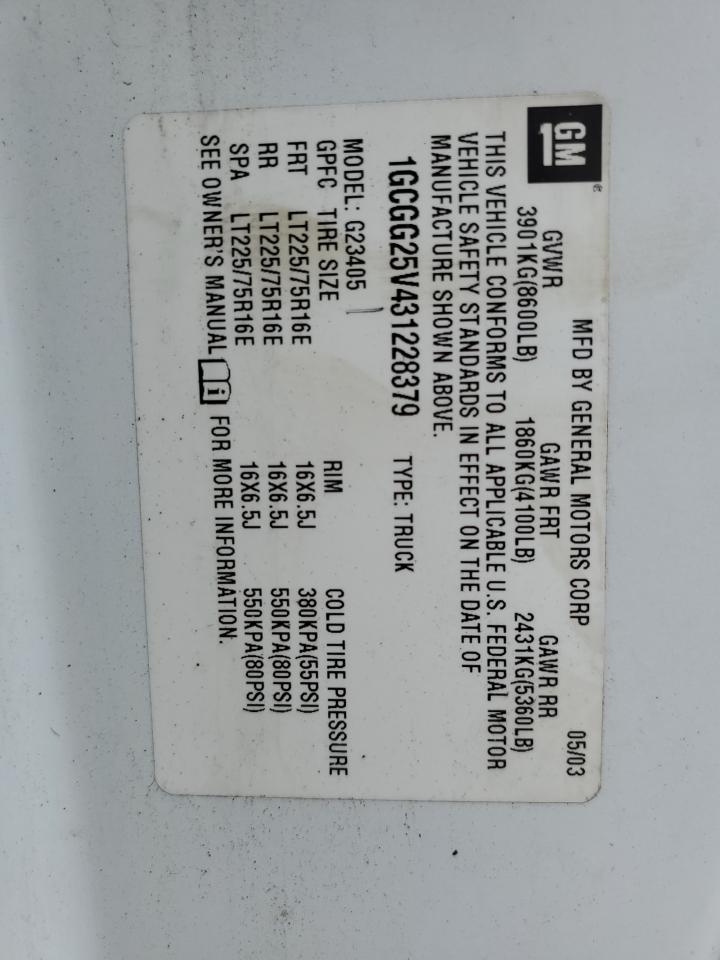 GM ®
MFD BY GENERAL MOTORS CORP 05/03
GVWR GAWR FRT GAWR RR
3901KG(8600LB) 1860KG(4100LB) 2431KG(5360LB)
THIS VEHICLE CONFORMS TO ALL APPLICABLE U.S. FEDERAL MOTOR
VEHICLE SAFETY STANDARDS IN EFFECT ON THE DATE OF
MANUFACTURE SHOWN ABOVE.
1GCGG25V431228379 TYPE: TRUCK
MODEL: G23405
GPFC TIRE SIZE RIM COLD TIRE PRESSURE
FRT LT225/75R16E 16X6.5J 380KPA(55PSI)
RR LT225/75R16E 16X6.5J 550KPA(80PSI)
SPA LT225/75R16E 16X6.5J 550KPA(80PSI)
SEE OWNER'S MANUAL i FOR MORE INFORMATION.